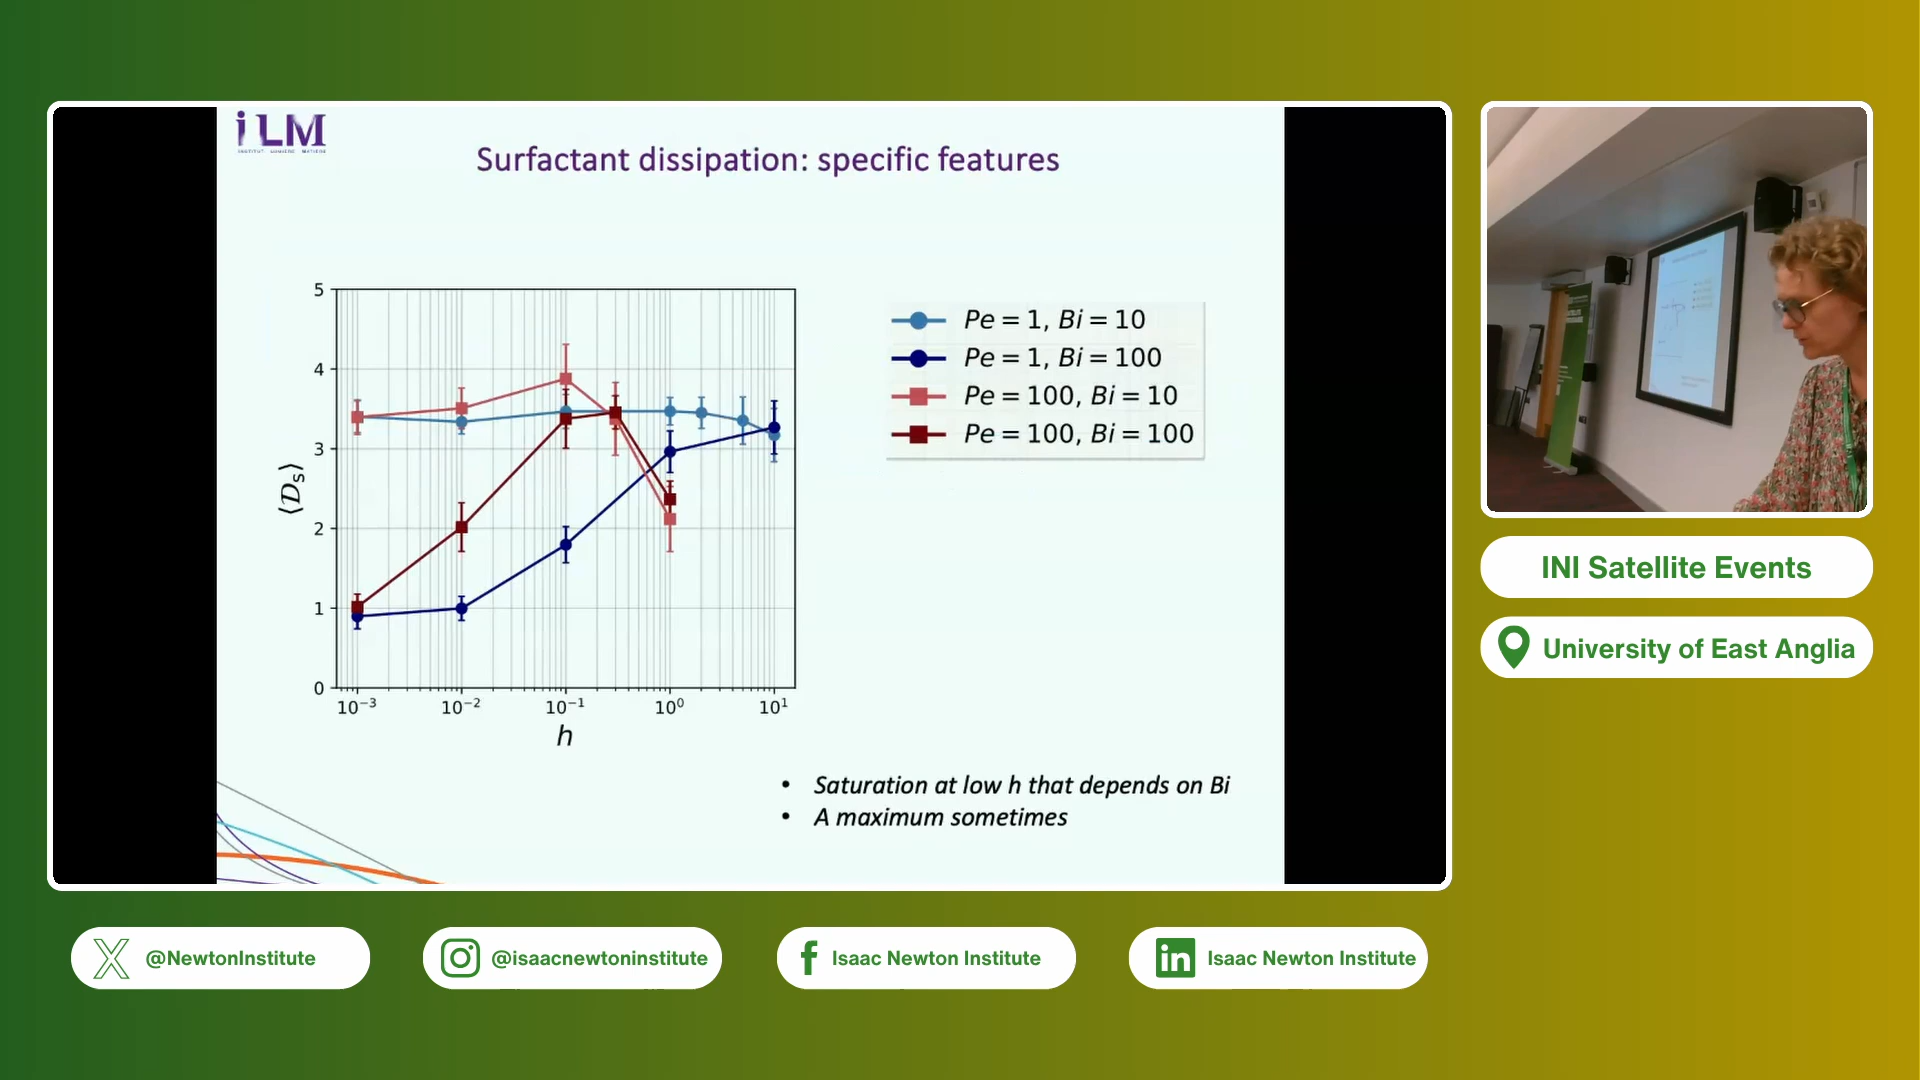 iLM
INSTITUT LUMIÈRE MATIÈRE
Surfactant dissipation: specific features
5
4
3
2
1
0
⟨𝒟s⟩
10⁻³ 10⁻² 10⁻¹ 10⁰ 10¹
h
Pe = 1, Bi = 10
Pe = 1, Bi = 100
Pe = 100, Bi = 10
Pe = 100, Bi = 100
• Saturation at low h that depends on Bi
• A maximum sometimes
INI Satellite Events
University of East Anglia
@NewtonInstitute
@isaacnewtoninstitute
Isaac Newton Institute
Isaac Newton Institute